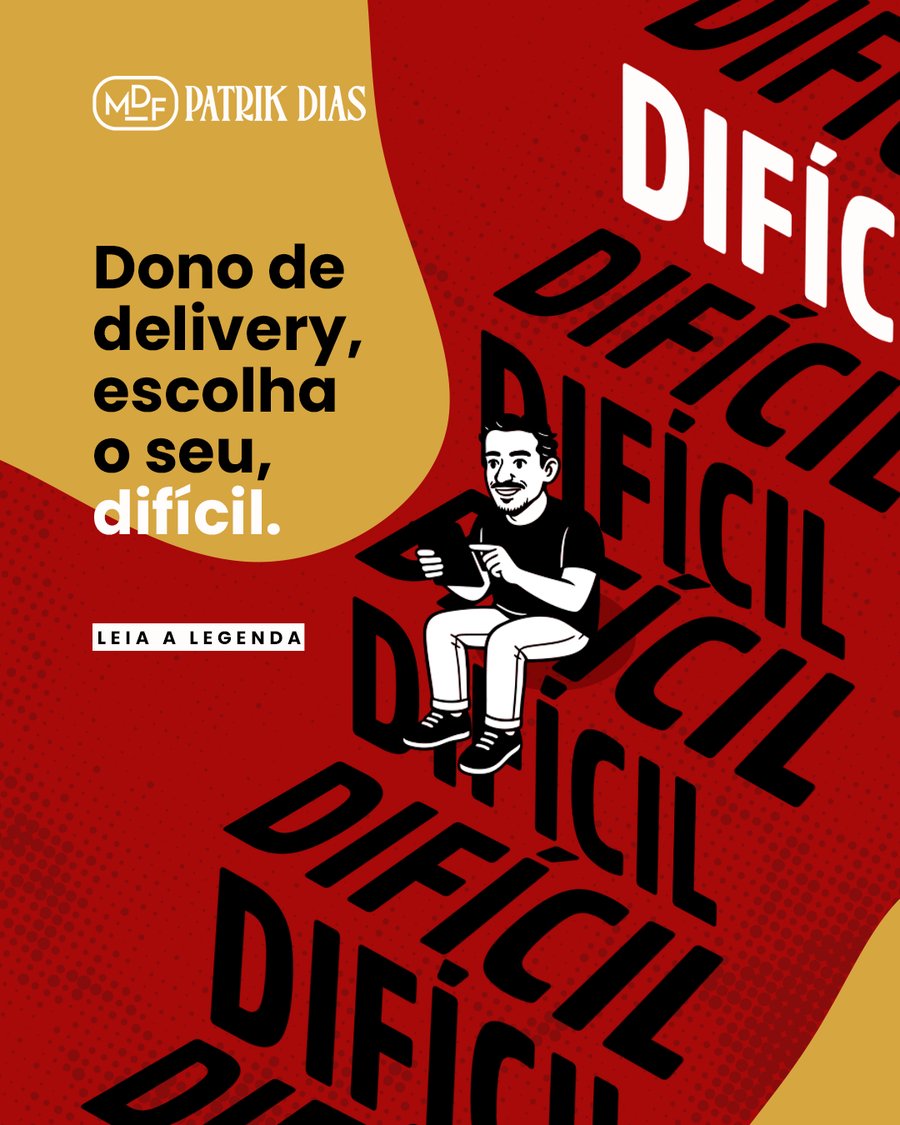 MDF PATRIK DIAS
Dono de
delivery,
escolha
o seu,
difícil.
LEIA A LEGENDA
DIFÍCIL
DIFÍC
DIFÍCIL
DIFÍCIL
DIFÍCIL
DIFÍCIL
DIFÍCIL
DIFÍCIL
DIFÍCIL